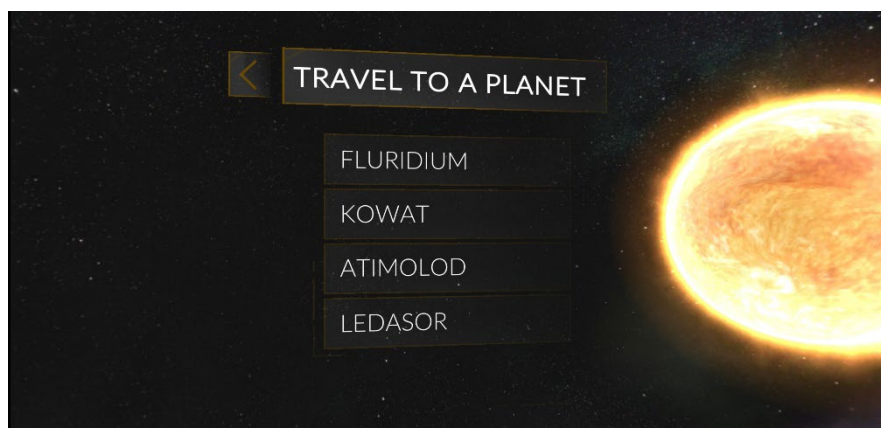 TRAVEL TO A PLANET
FLURIDIUM
KOWAT
ATIMOLOD
LEDASOR